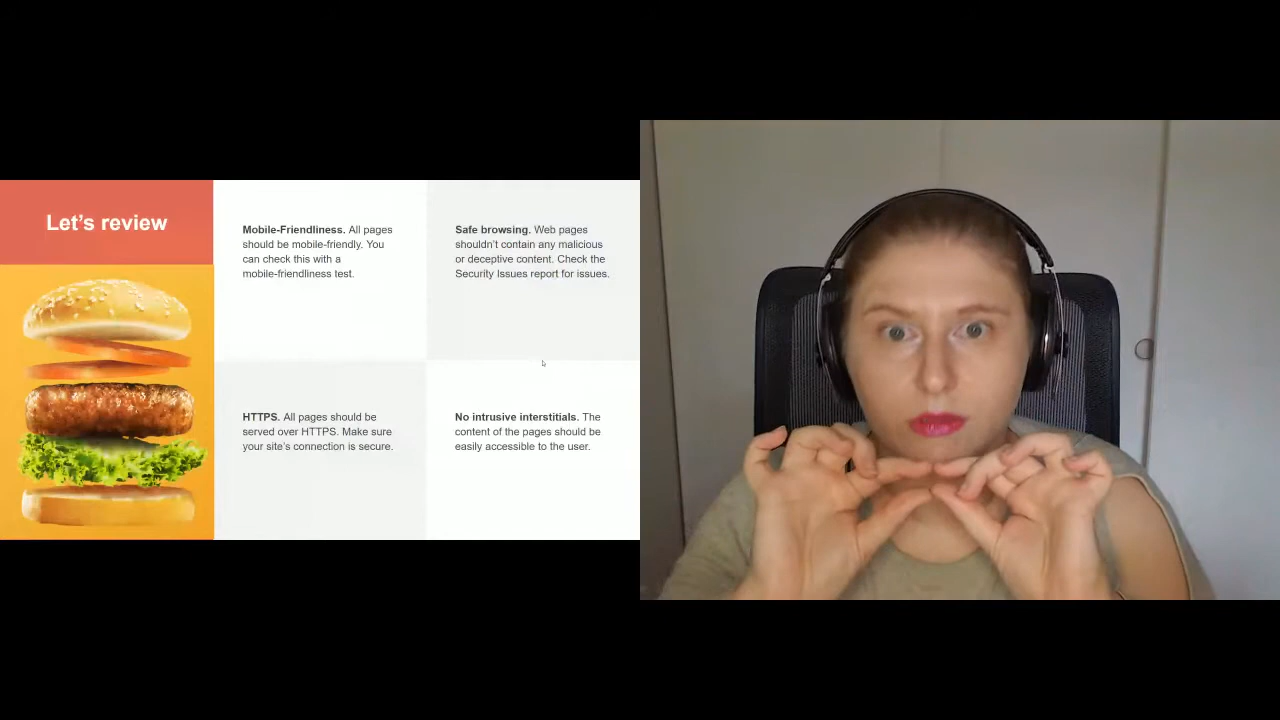 Let’s review
Mobile-Friendliness. All pages
should be mobile-friendly. You
can check this with a
mobile-friendliness test.
Safe browsing. Web pages
shouldn’t contain any malicious
or deceptive content. Check the
Security Issues report for issues.
HTTPS. All pages should be
served over HTTPS. Make sure
your site’s connection is secure.
No intrusive interstitials. The
content of the pages should be
easily accessible to the user.